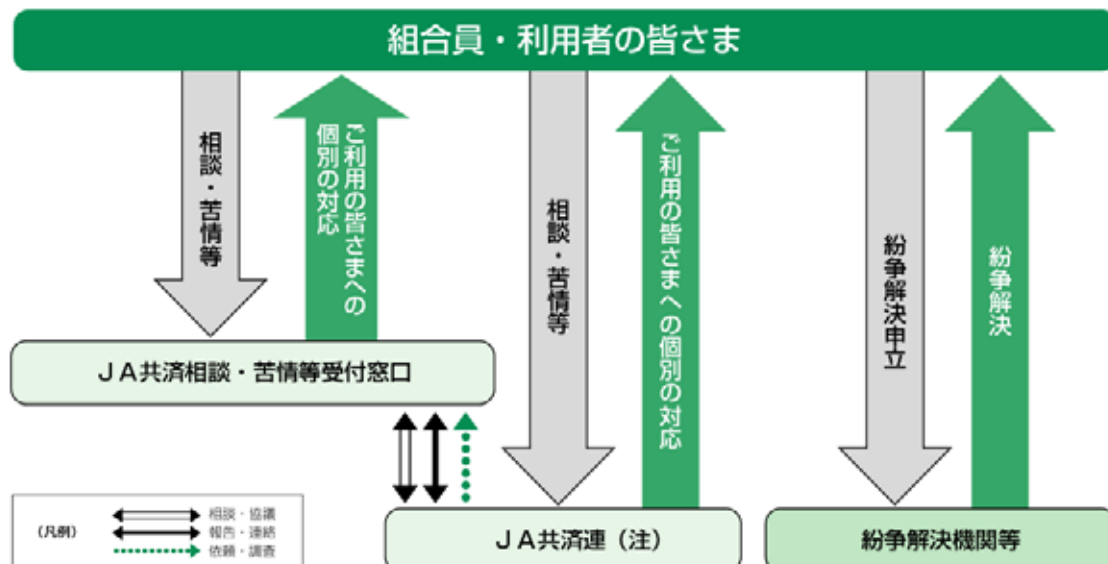 組合員・利用者の皆さま
相談・苦情等
ご利用の皆さまへの
個別の対応
相談・苦情等
ご利用の皆さまへの個別の対応
紛争解決申立
紛争解決
JA共済相談・苦情等受付窓口
(凡例)
相談・協議
報告・連絡
依頼・調査
JA共済連（注）
紛争解決機関等